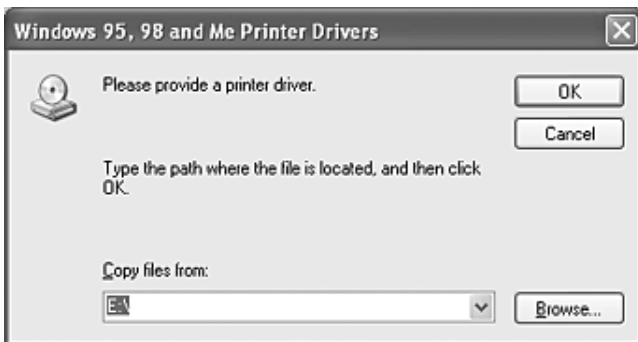 Windows 95, 98 and Me Printer Drivers
Please provide a printer driver.
OK
Cancel
Type the path where the file is located, and then click
OK.
Copy files from:
E:\
Browse...